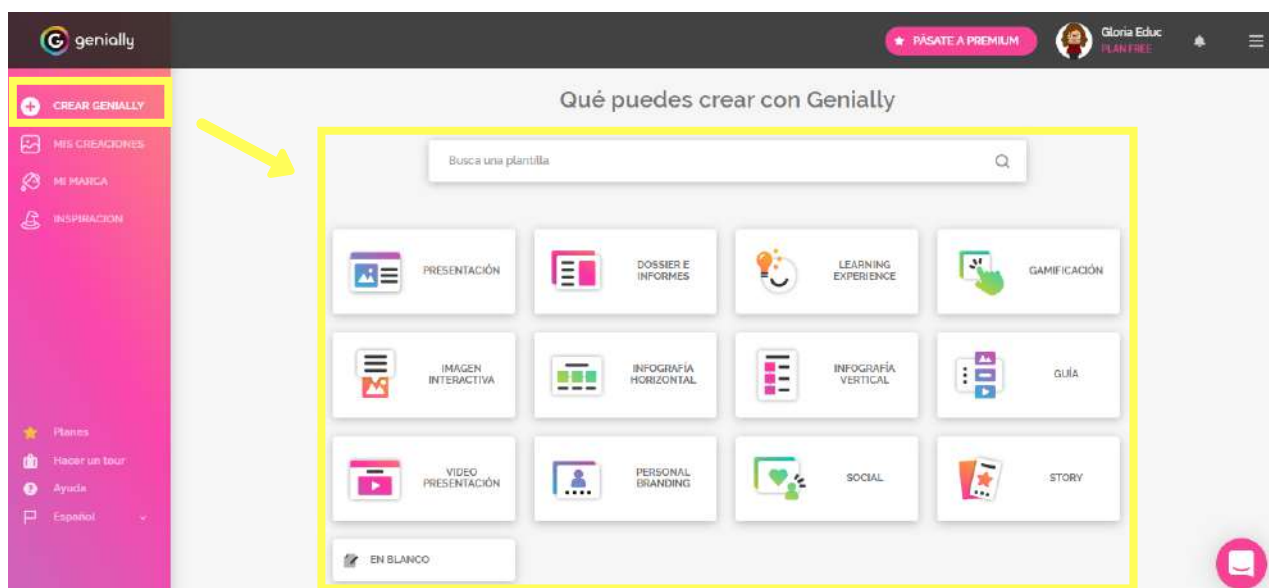 genially
PÁSATE A PREMIUM
Gloria Educ
PLAN FREE
CREAR GENIALLY
MIS CREACIONES
MI MARCA
INSPIRACION
Planes
Hacer un tour
Ayuda
Español
Qué puedes crear con Genially
Busca una plantilla
PRESENTACIÓN
DOSSIER E
INFORMES
LEARNING
EXPERIENCE
GAMIFICACIÓN
IMAGEN
INTERACTIVA
INFOGRAFÍA
HORIZONTAL
INFOGRAFÍA
VERTICAL
GUÍA
VIDEO
PRESENTACIÓN
PERSONAL
BRANDING
SOCIAL
STORY
EN BLANCO